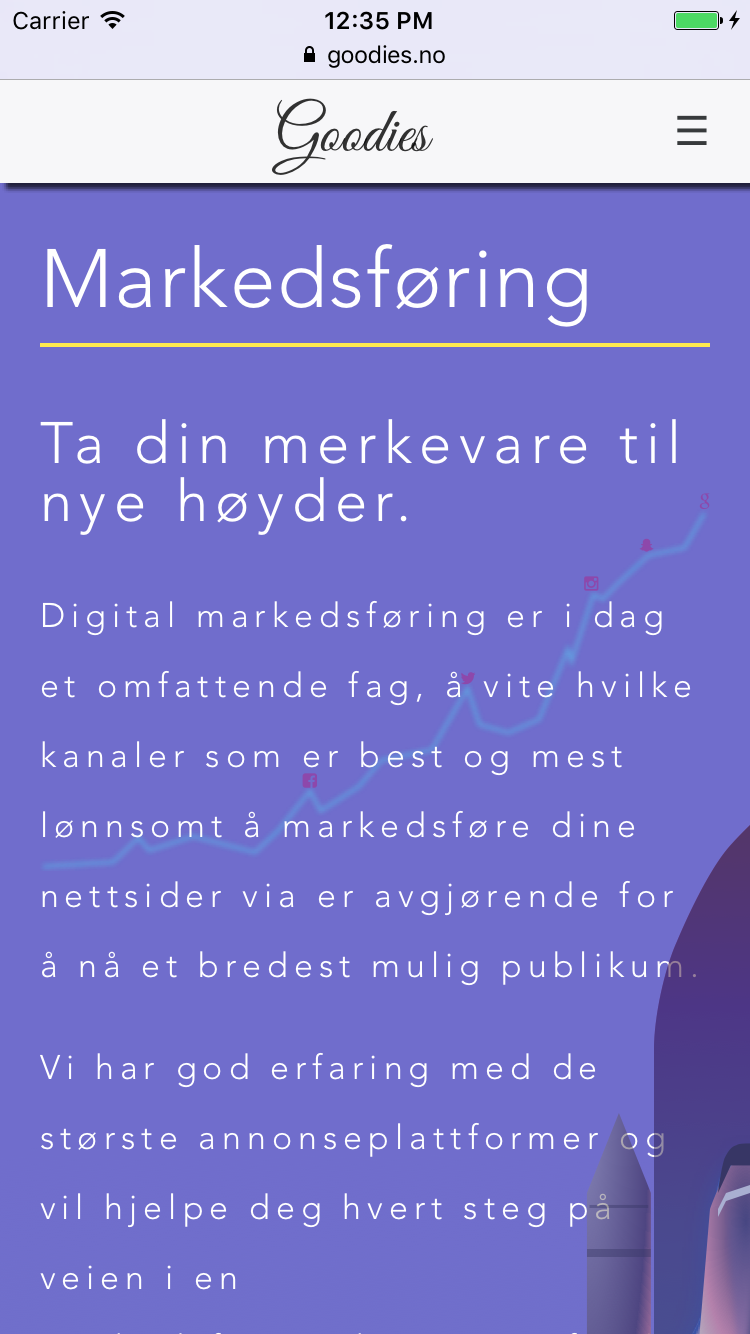 Carrier 12:35 PM
goodies.no
Goodies
Markedsføring
Ta din merkevare til
nye høyder.
Digital markedsføring er i dag
et omfattende fag, å vite hvilke
kanaler som er best og mest
lønnsomt å markedsføre dine
nettsider via er avgjørende for
å nå et bredest mulig publikum.
Vi har god erfaring med de
største annonseplattformer og
vil hjelpe deg hvert steg på
veien i en